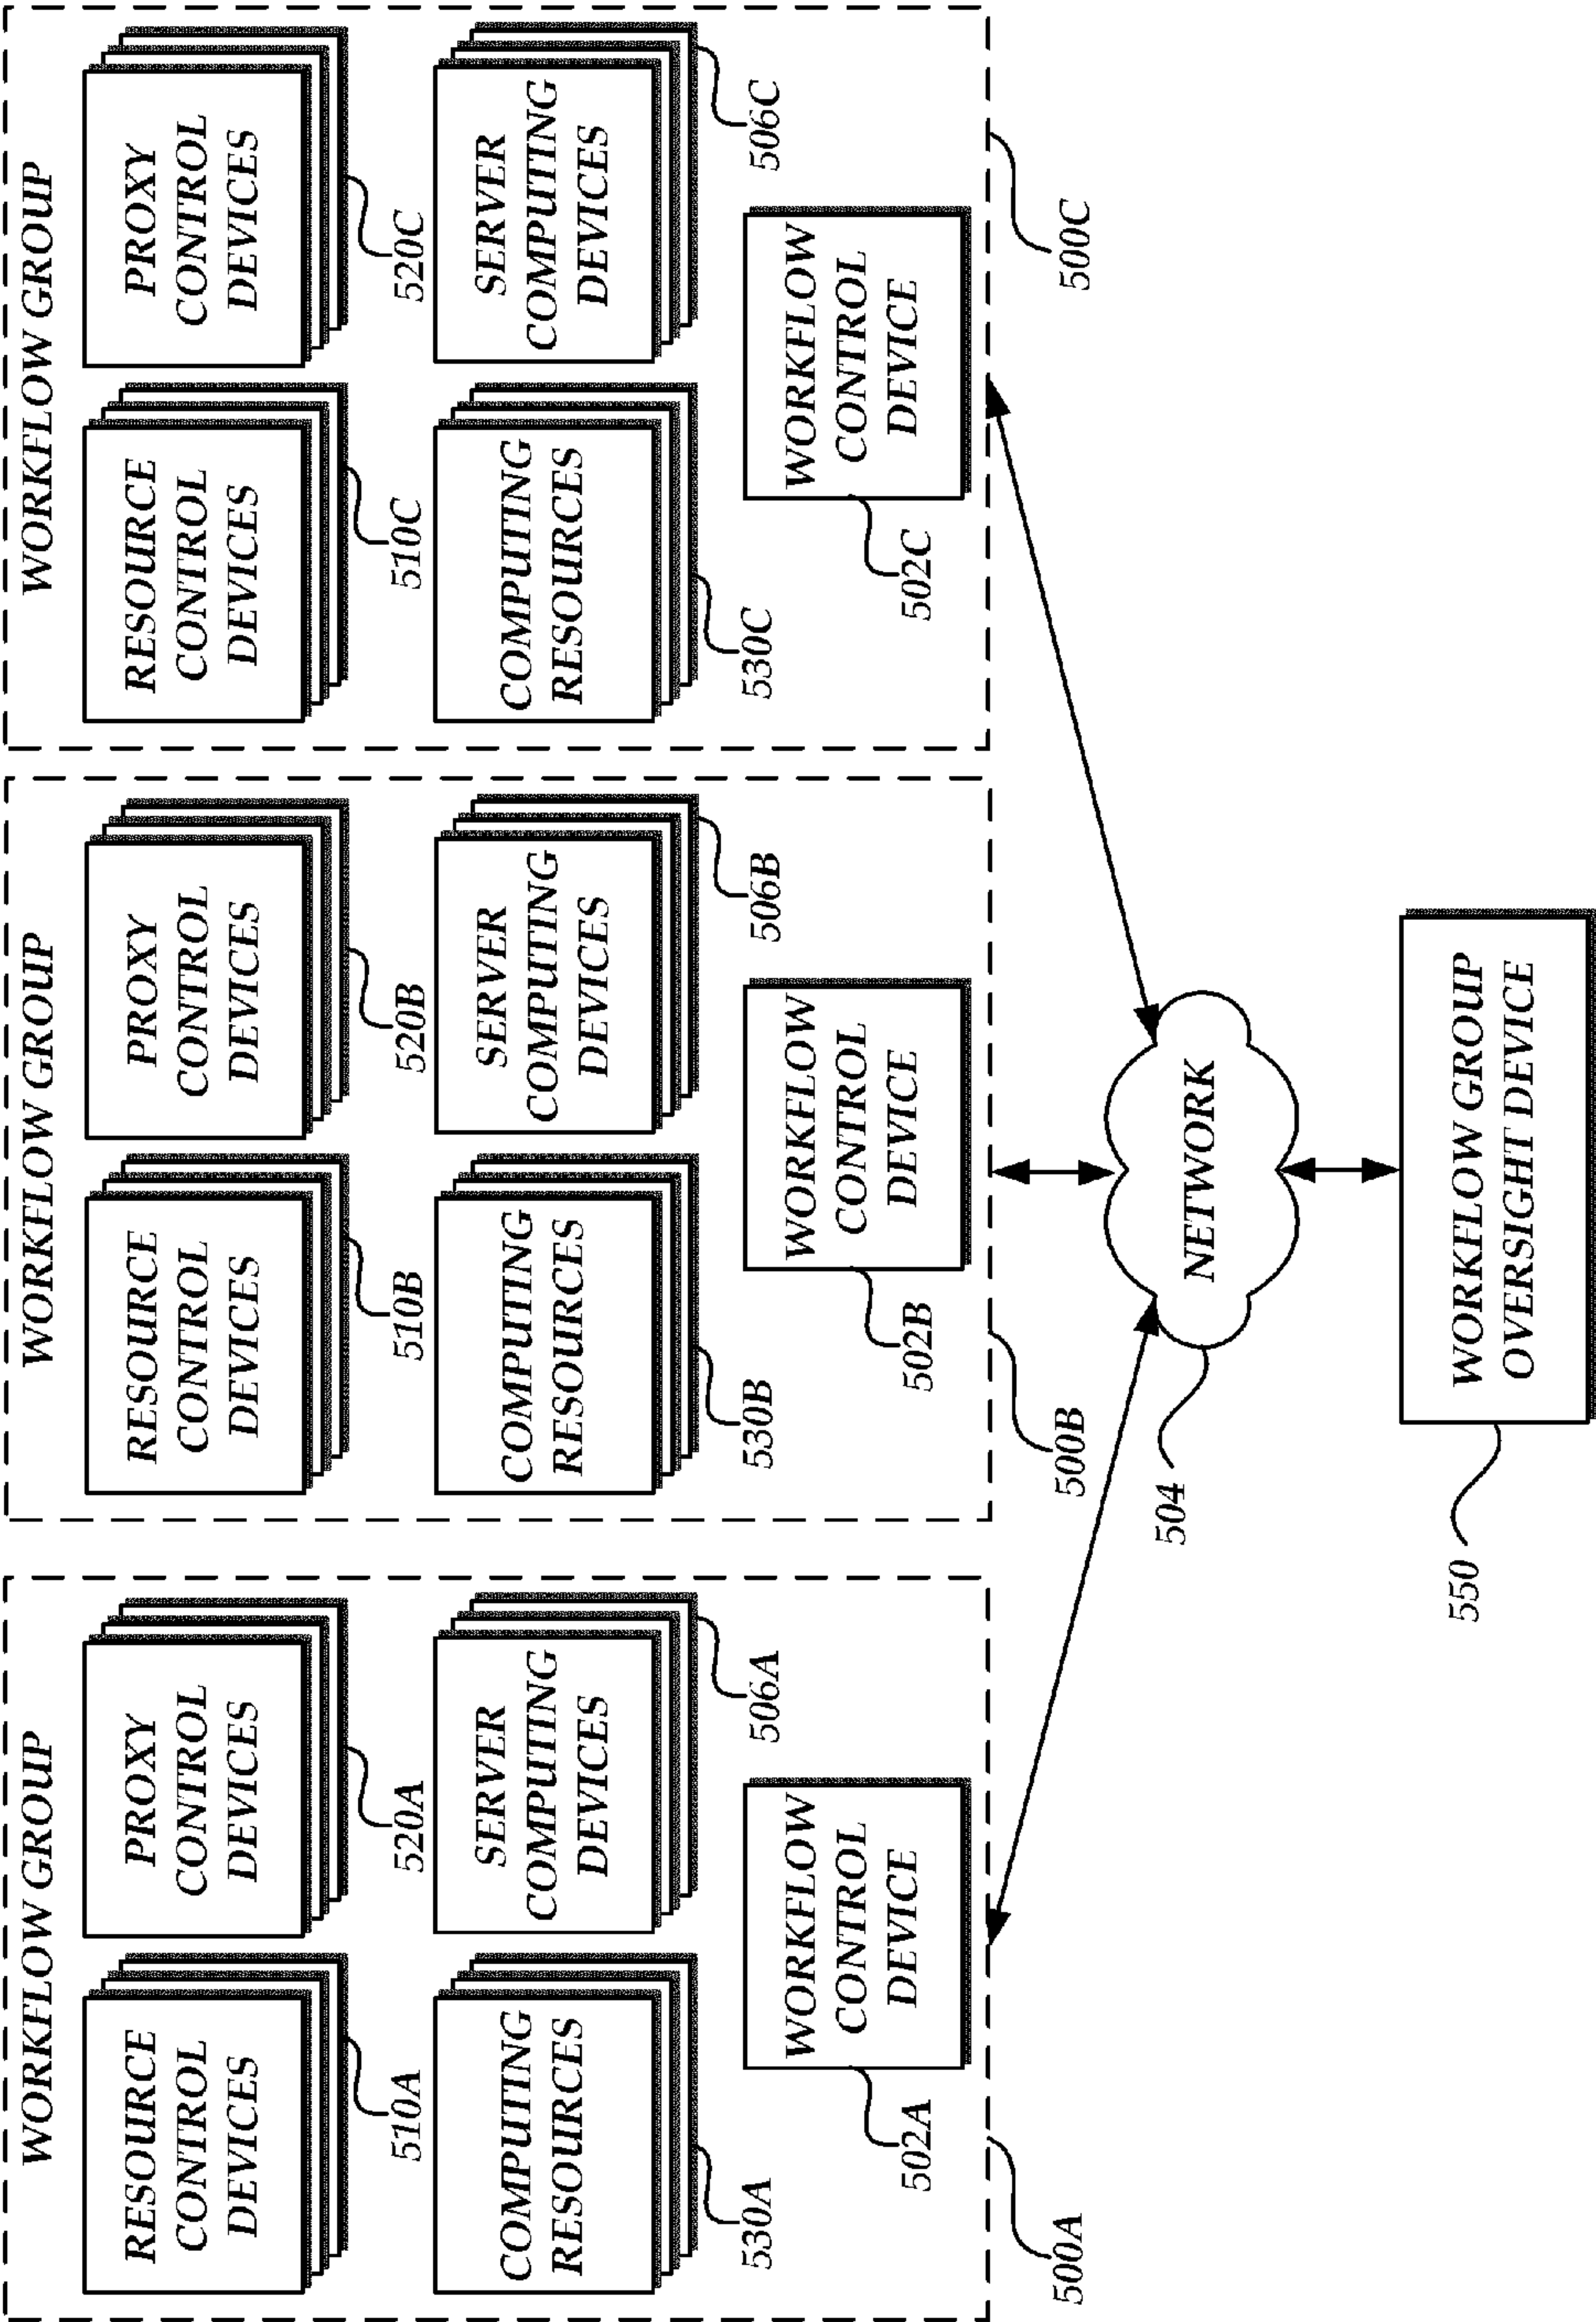 WORKFLOW GROUP
RESOURCE
CONTROL
DEVICES
510A
PROXY
CONTROL
DEVICES
520A
COMPUTING
RESOURCES
530A
SERVER
COMPUTING
DEVICES
506A
WORKFLOW
CONTROL
DEVICE
502A
500A
WORKFLOW GROUP
RESOURCE
CONTROL
DEVICES
510B
PROXY
CONTROL
DEVICES
520B
COMPUTING
RESOURCES
530B
SERVER
COMPUTING
DEVICES
506B
WORKFLOW
CONTROL
DEVICE
502B
500B
WORKFLOW GROUP
RESOURCE
CONTROL
DEVICES
510C
PROXY
CONTROL
DEVICES
520C
COMPUTING
RESOURCES
530C
SERVER
COMPUTING
DEVICES
506C
WORKFLOW
CONTROL
DEVICE
502C
500C
NETWORK
504
WORKFLOW GROUP
OVERSIGHT DEVICE
550